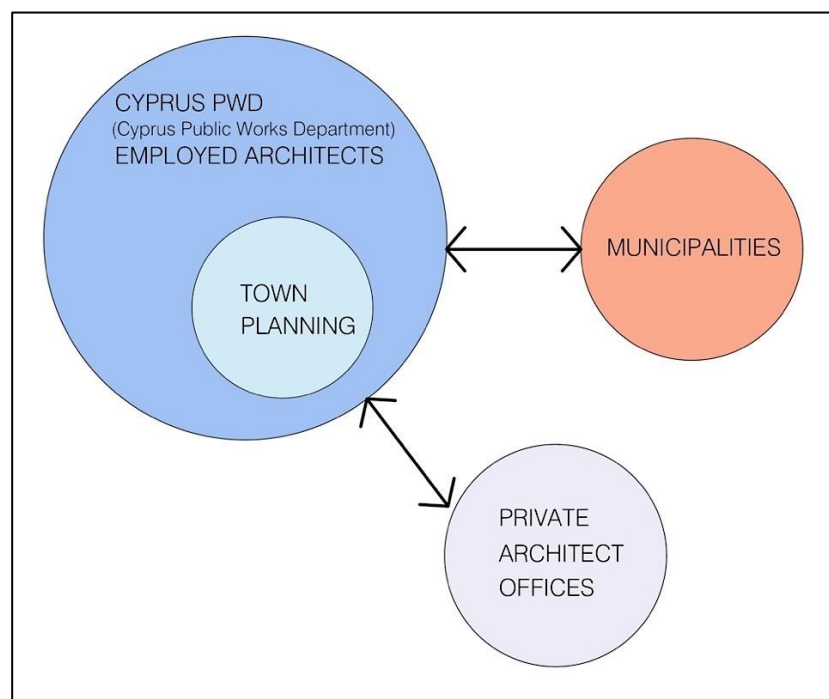 CYPRUS PWD
(Cyprus Public Works Department)
EMPLOYED ARCHITECTS
TOWN
PLANNING
MUNICIPALITIES
PRIVATE
ARCHITECT
OFFICES